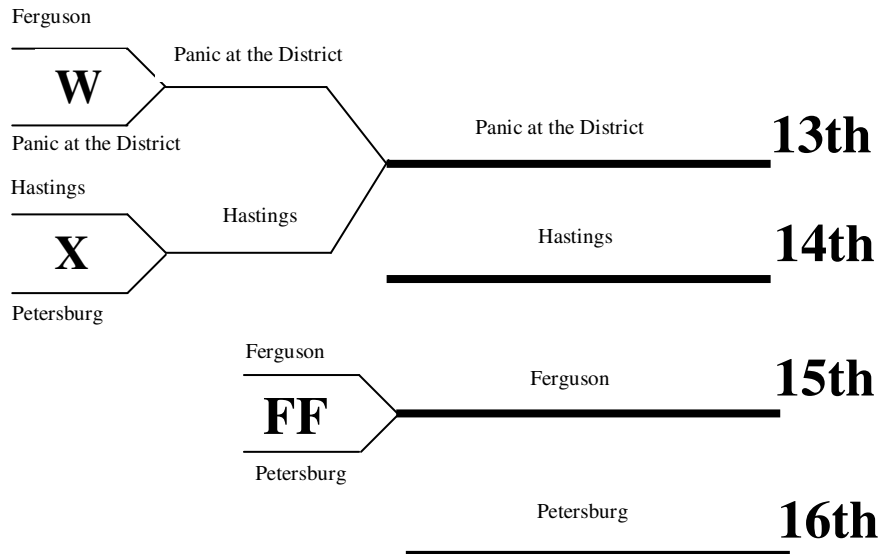 Ferguson
W
Panic at the District
Panic at the District
Panic at the District
13th
Hastings
X
Hastings
Petersburg
Hastings
14th
Ferguson
FF
Petersburg
Ferguson
15th
Petersburg
16th